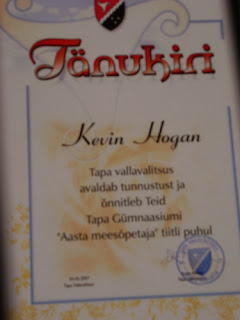 Tänukiri
Kevin Hogan
Tapa vallavalitsus
avaldab tunnustust ja
õnnitleb Teid
Tapa Gümnaasiumi
"Aasta meesõpetaja" tiitli puhul